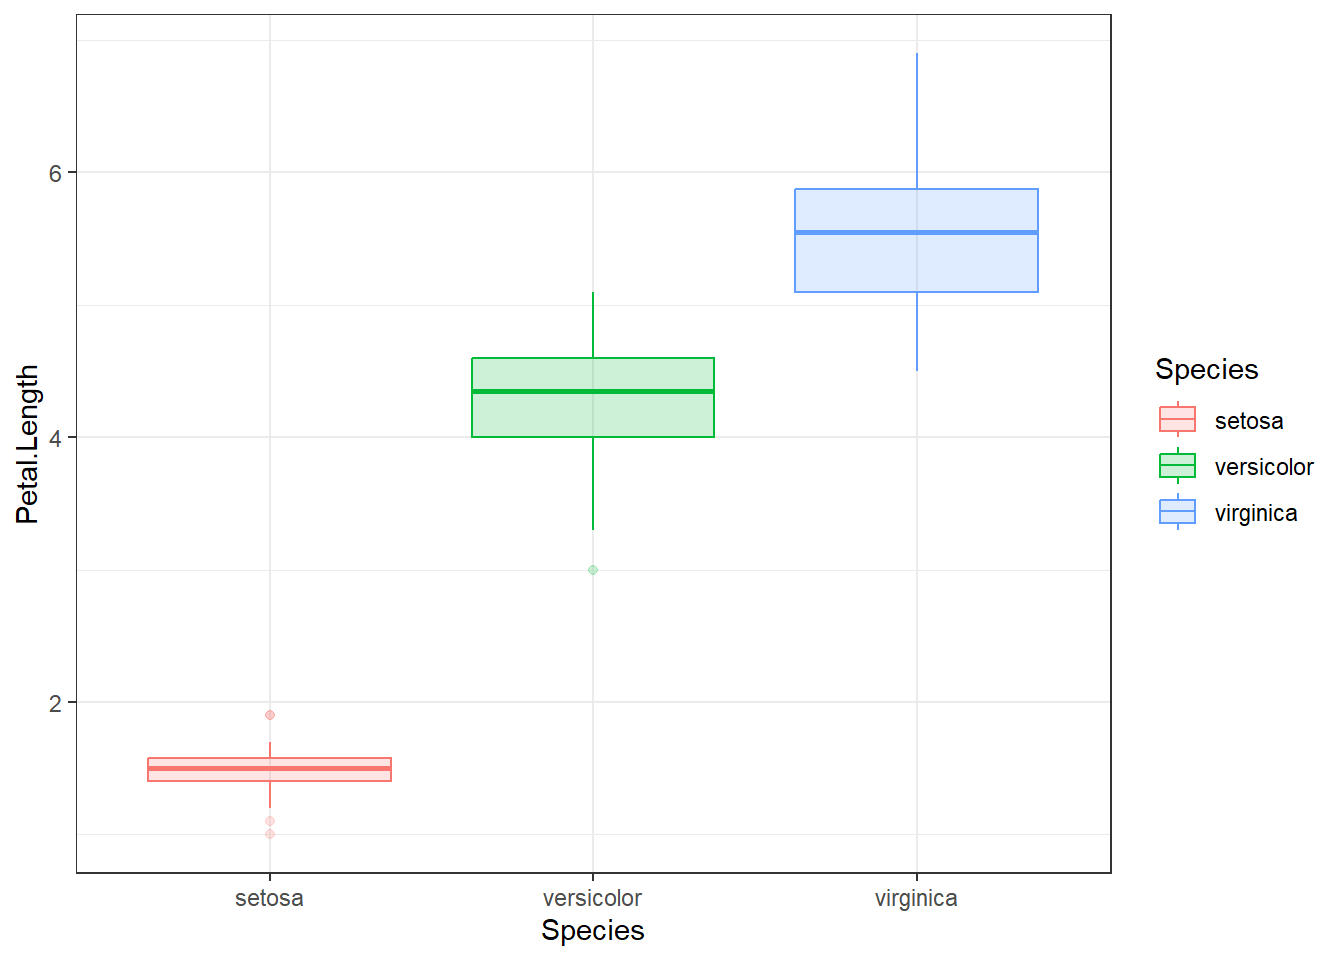 6
4
2
Petal.Length
setosa
versicolor
virginica
Species
Species
setosa
versicolor
virginica